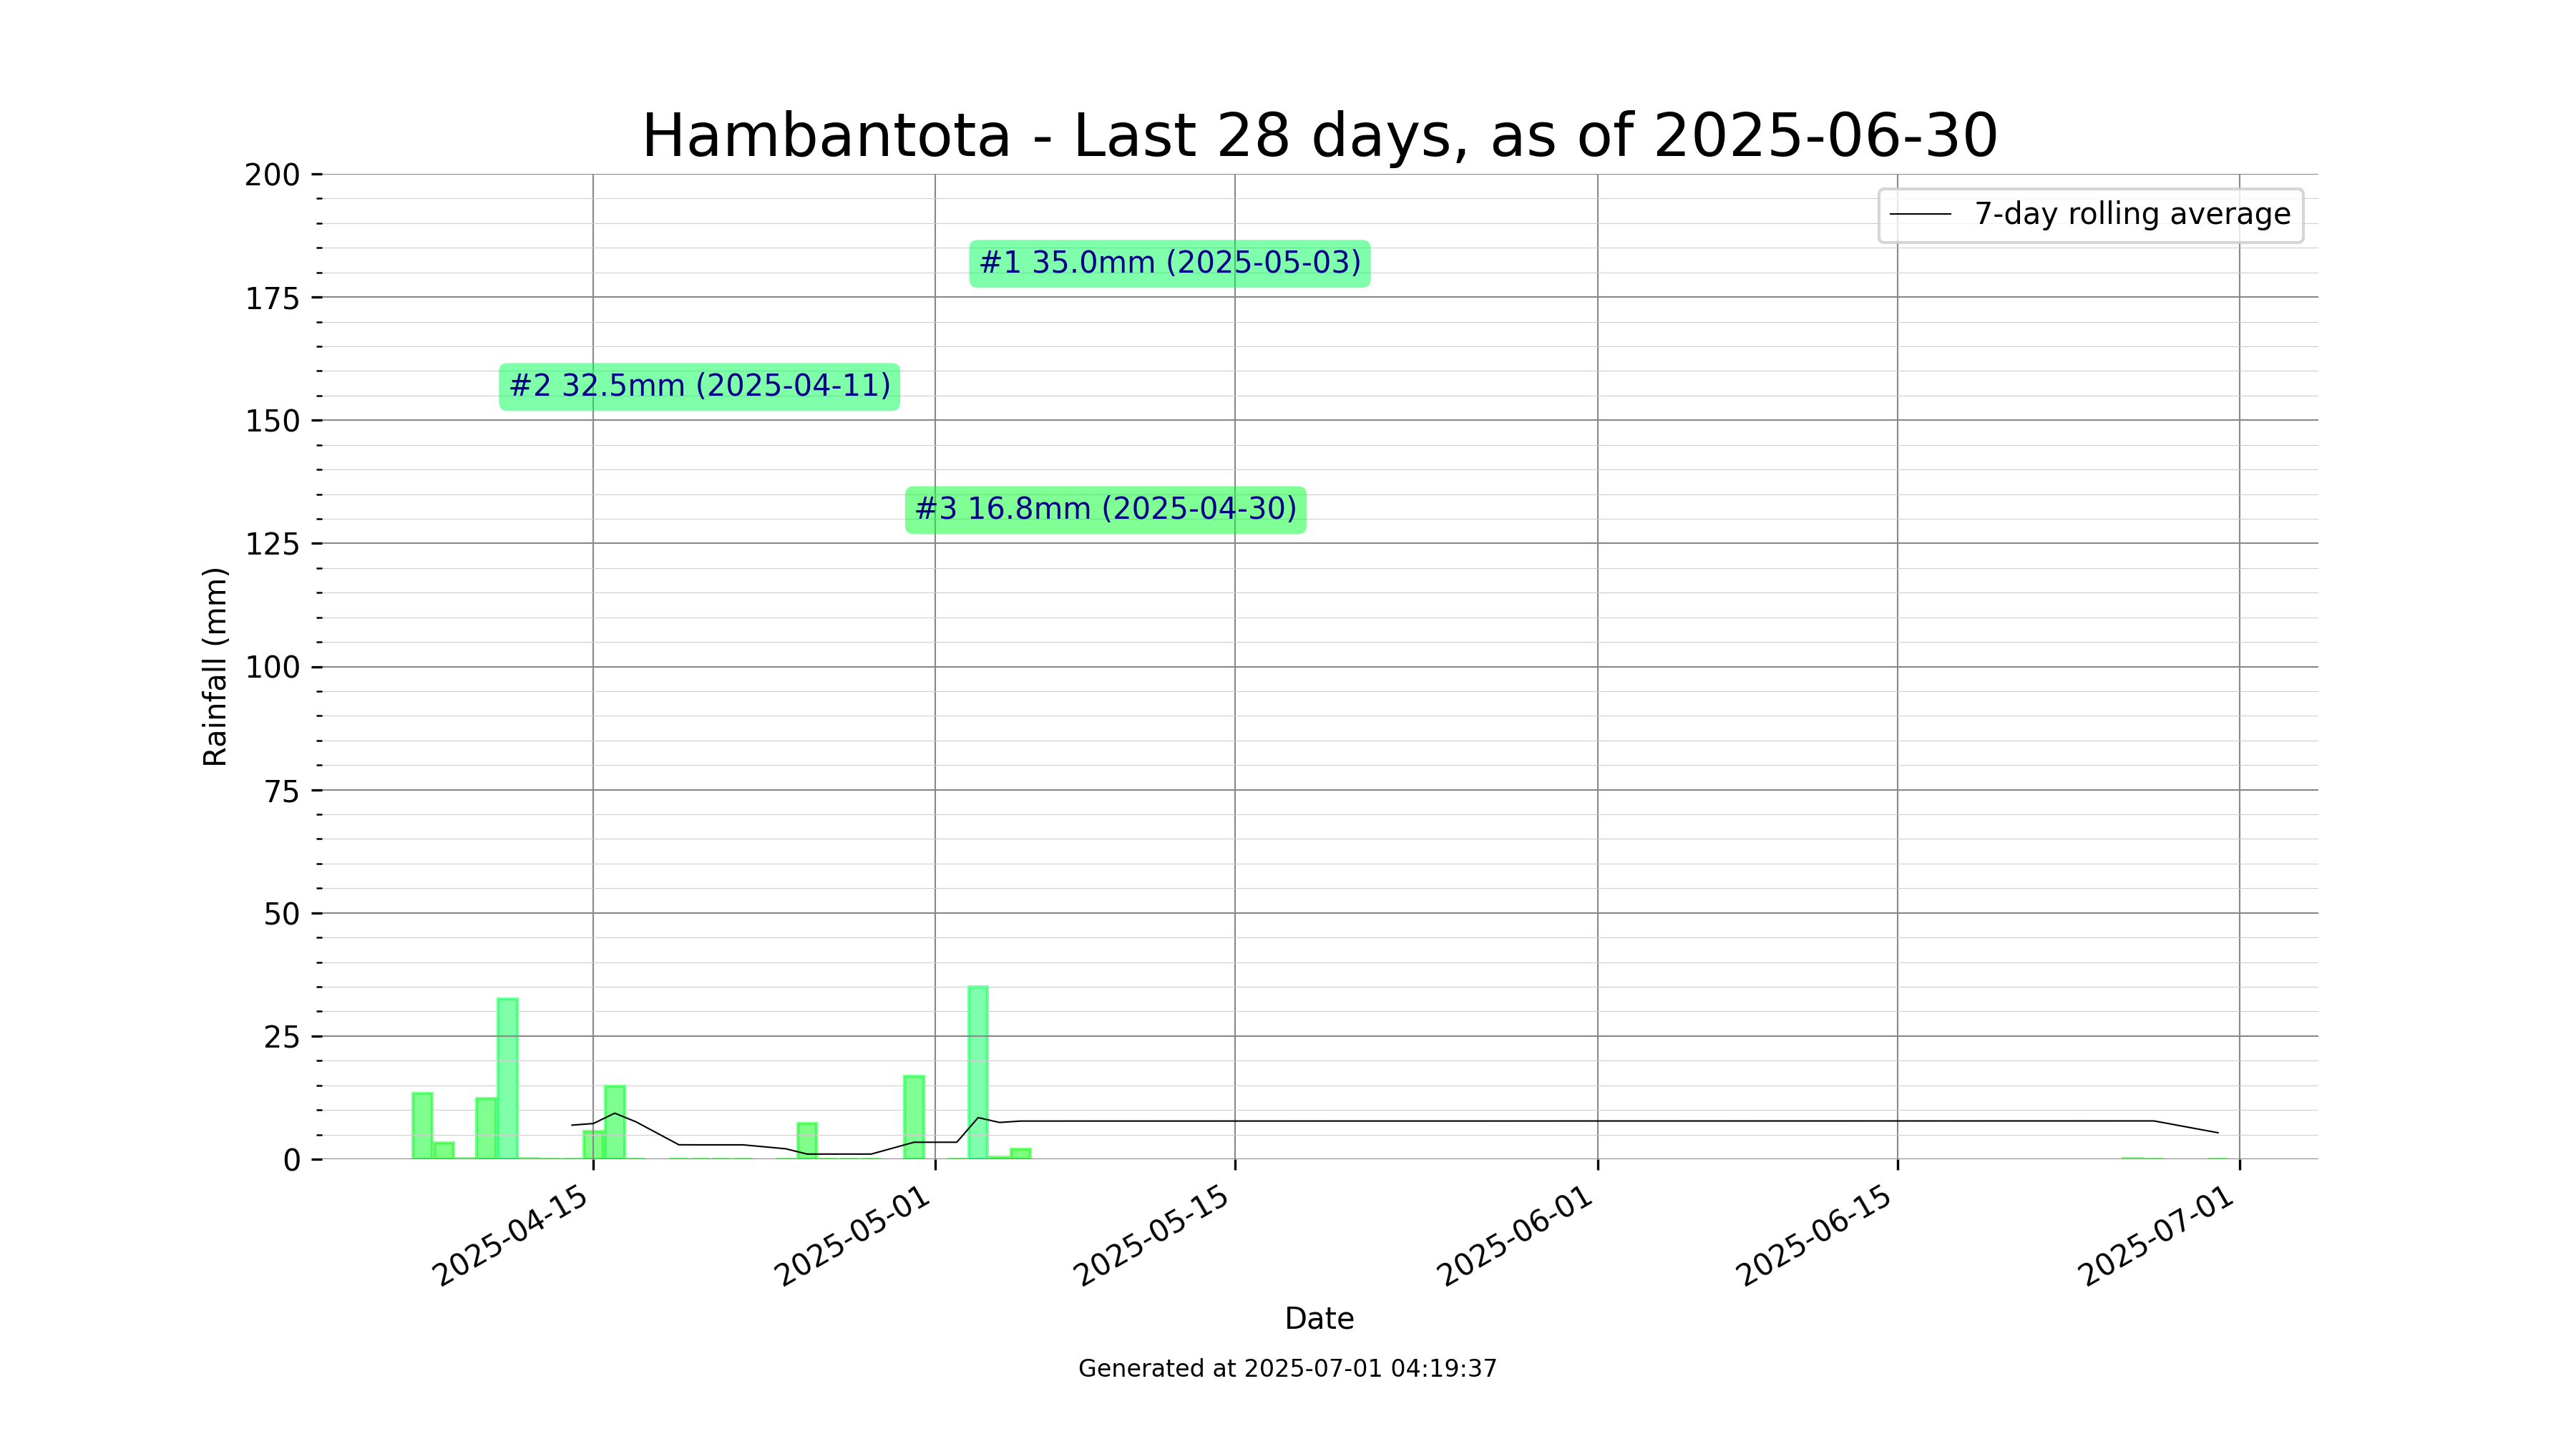 Hambantota - Last 28 days, as of 2025-06-30
200
175
150
125
100
75
50
25
0
Rainfall (mm)
7-day rolling average
#1 35.0mm (2025-05-03)
#2 32.5mm (2025-04-11)
#3 16.8mm (2025-04-30)
2025-04-15
2025-05-01
2025-05-15
2025-06-01
2025-06-15
2025-07-01
Date
Generated at 2025-07-01 04:19:37